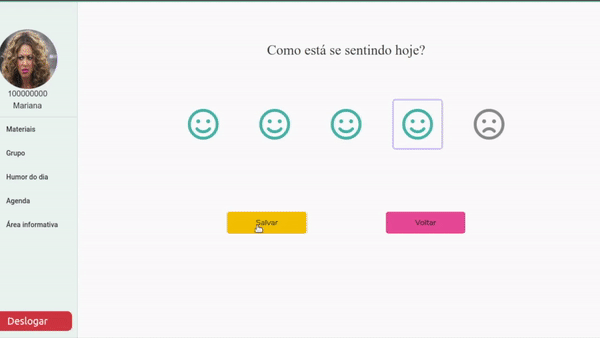 Como está se sentindo hoje?
100000000
Mariana
Materiais
Grupo
Humor do dia
Agenda
Área informativa
Salvar
Voltar
Deslogar